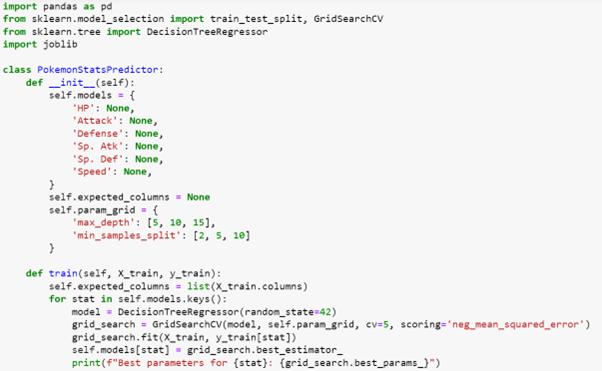 import pandas as pd
from sklearn.model_selection import train_test_split, GridSearchCV
from sklearn.tree import DecisionTreeRegressor
import joblib

class PokemonStatsPredictor:
    def __init__(self):
        self.models = {
            'HP': None,
            'Attack': None,
            'Defense': None,
            'Sp. Atk': None,
            'Sp. Def': None,
            'Speed': None,
        }
        self.expected_columns = None
        self.param_grid = {
            'max_depth': [5, 10, 15],
            'min_samples_split': [2, 5, 10]
        }

    def train(self, X_train, y_train):
        self.expected_columns = list(X_train.columns)
        for stat in self.models.keys():
            model = DecisionTreeRegressor(random_state=42)
            grid_search = GridSearchCV(model, self.param_grid, cv=5, scoring='neg_mean_squared_error')
            grid_search.fit(X_train, y_train[stat])
            self.models[stat] = grid_search.best_estimator_
            print(f"Best parameters for {stat}: {grid_search.best_params_}")